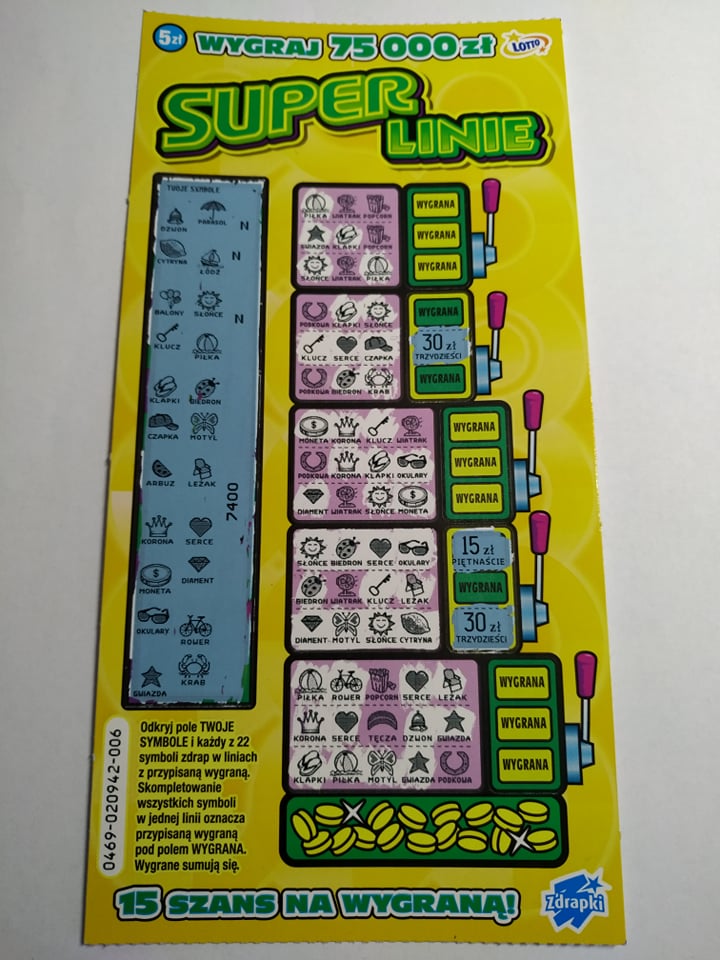 5zł WYGRAJ 75 000 zł LOTTO
SUPER
LINIE
TWOJE SYMBOLE
DZWON PARASOL N
CYTRYNA ŁÓDŹ N
BALONY SŁOŃCE N
KLUCZ PIŁKA
KLAPKI BIEDRON
CZAPKA MOTYL
ARBUZ LEŻAK
7400
KORONA SERCE
MONETA DIAMENT
OKULARY ROWER
GWIAZDA KRAB
PIŁKA WIATRAK POPCORN WYGRANA
GWIAZDA KLAPKI POPCORN WYGRANA
SŁOŃCE WIATRAK PIŁKA WYGRANA
PODKOWA KLAPKI SŁOŃCE WYGRANA
KLUCZ SERCE CZAPKA 30 zł
TRZYDZIEŚCI
PODKOWA BIEDRON KRAB WYGRANA
MONETA KORONA KLUCZ WIATRAK WYGRANA
PODKOWA KORONA KLAPKI OKULARY WYGRANA
DIAMENT WIATRAK SŁOŃCE MONETA WYGRANA
SŁOŃCE BIEDRON SERCE OKULARY 15 zł
PIĘTNAŚCIE
BIEDRON WIATRAK KLUCZ LEŻAK WYGRANA
DIAMENT MOTYL SŁOŃCE CYTRYNA 30 zł
TRZYDZIEŚCI
PIŁKA ROWER POPCORN SERCE LEŻAK WYGRANA
KORONA SERCE TĘCZA DZWON GWIAZDA WYGRANA
KLAPKI PIŁKA MOTYL GWIAZDA PODKOWA WYGRANA
0469-020942-006
Odkryj pole TWOJE
SYMBOLE i każdy z 22
symboli zdrap w liniach
z przypisaną wygraną.
Skompletowanie
wszystkich symboli
w jednej linii oznacza
przypisaną wygraną
pod polem WYGRANA.
Wygrane sumują się.
15 SZANS NA WYGRANĄ! Zdrapki